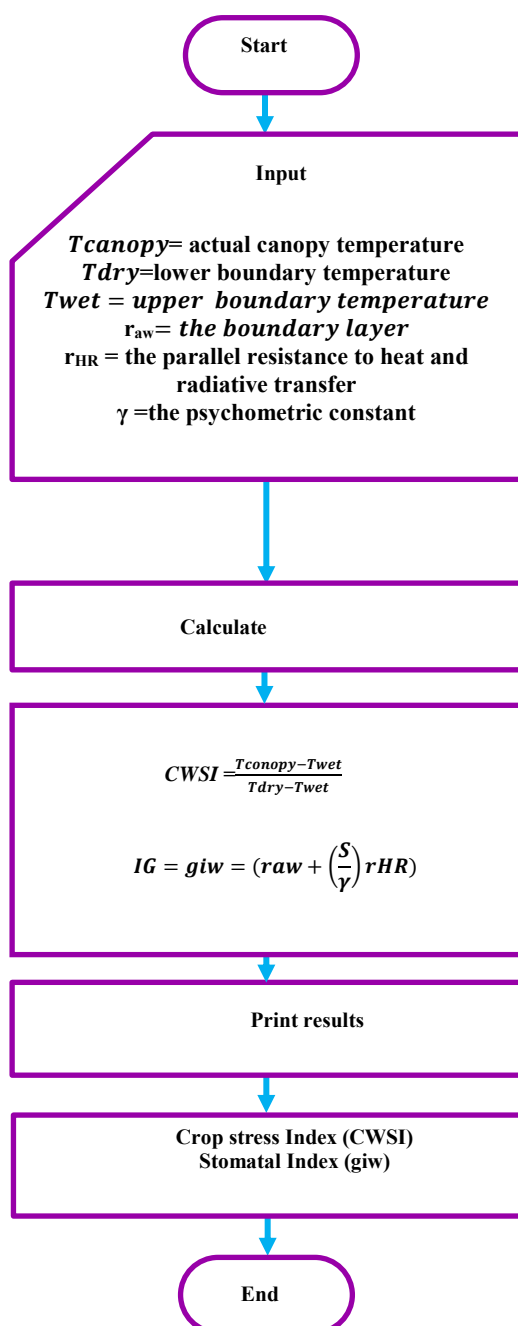 Start
Input
Tcanopy= actual canopy temperature
Tdry=lower boundary temperature
Twet = upper boundary temperature
raw= the boundary layer
rHR = the parallel resistance to heat and
radiative transfer
γ =the psychometric constant
Calculate
CWSI = (Tconopy−Twet)/(Tdry−Twet)
IG = giw = (raw + (S/γ) rHR)
Print results
Crop stress Index (CWSI)
Stomatal Index (giw)
End